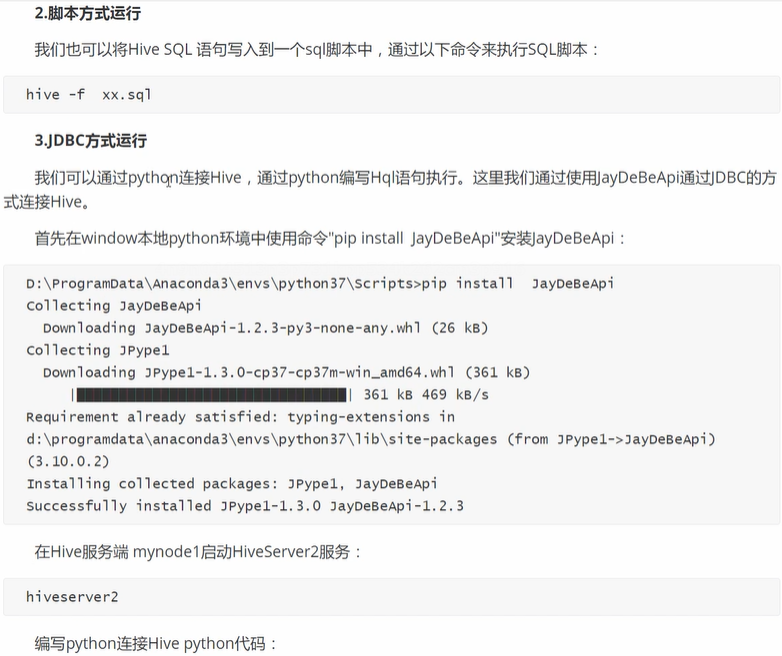 2.脚本方式运行
我们也可以将Hive SQL 语句写入到一个sql脚本中，通过以下命令来执行SQL脚本：
hive -f  xx.sql
3.JDBC方式运行
我们可以通过python连接Hive，通过python编写Hql语句执行。这里我们通过使用JayDeBeApi通过JDBC的方
式连接Hive。
首先在window本地python环境中使用命令"pip install  JayDeBeApi"安装JayDeBeApi：
D:\ProgramData\Anaconda3\envs\python37\Scripts>pip install  JayDeBeApi
Collecting JayDeBeApi
  Downloading JayDeBeApi-1.2.3-py3-none-any.whl (26 kB)
Collecting JPype1
  Downloading JPype1-1.3.0-cp37-cp37m-win_amd64.whl (361 kB)
     |████████████████████████████████| 361 kB 469 kB/s
Requirement already satisfied: typing-extensions in
d:\programdata\anaconda3\envs\python37\lib\site-packages (from JPype1->JayDeBeApi)
(3.10.0.2)
Installing collected packages: JPype1, JayDeBeApi
Successfully installed JPype1-1.3.0 JayDeBeApi-1.2.3
在Hive服务端 mynode1启动HiveServer2服务：
hiveserver2
编写python连接Hive python代码：